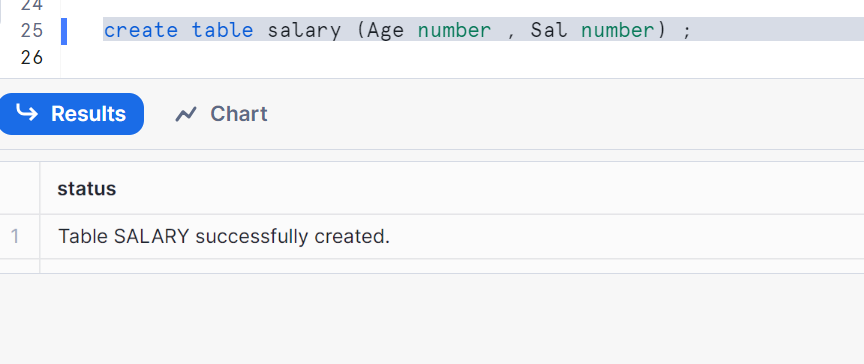 24
25 create table salary (Age number , Sal number) ;
26
Results Chart
status
1 Table SALARY successfully created.